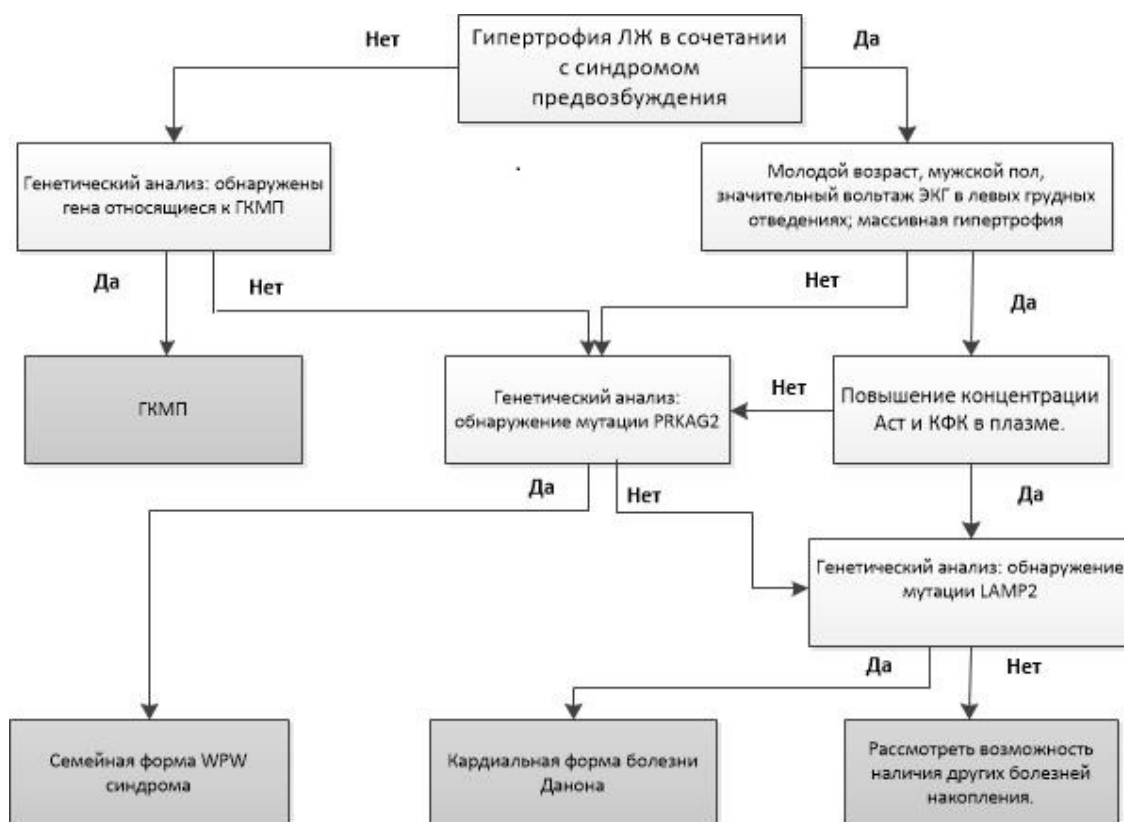 Нет
Гипертрофия ЛЖ в сочетании
с синдромом
предвозбуждения
Да
Генетический анализ: обнаружены
гена относящиеся к ГКМП
Молодой возраст, мужской пол,
значительный вольтаж ЭКГ в левых грудных
отведениях; массивная гипертрофия
Да
Нет
Нет
Да
ГКМП
Генетический анализ:
обнаружение мутации PRKAG2
Нет
Повышение концентрации
Аст и КФК в плазме.
Да
Нет
Да
Генетический анализ: обнаружение
мутации LAMP2
Да
Нет
Семейная форма WPW
синдрома
Кардиальная форма болезни
Данона
Рассмотреть возможность
наличия других болезней
накопления.